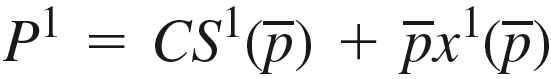 P¹ = CS¹(p̅) + p̅x¹(p̅)